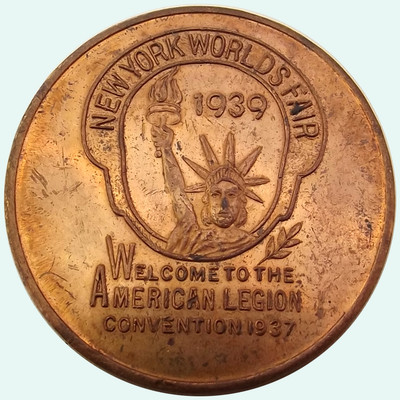 NEW YORK WORLDS FAIR
1939
WELCOME TO THE
AMERICAN LEGION
CONVENTION 1937